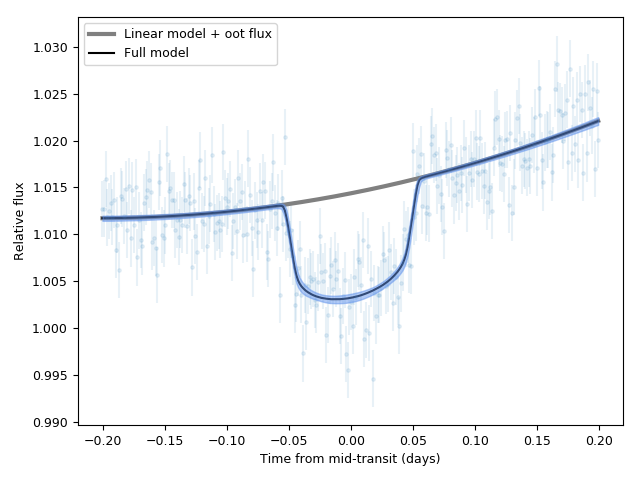 Linear model + oot flux
Full model
1.030
1.025
1.020
1.015
1.010
1.005
1.000
0.995
0.990
Relative flux
−0.20 −0.15 −0.10 −0.05 0.00 0.05 0.10 0.15 0.20
Time from mid-transit (days)